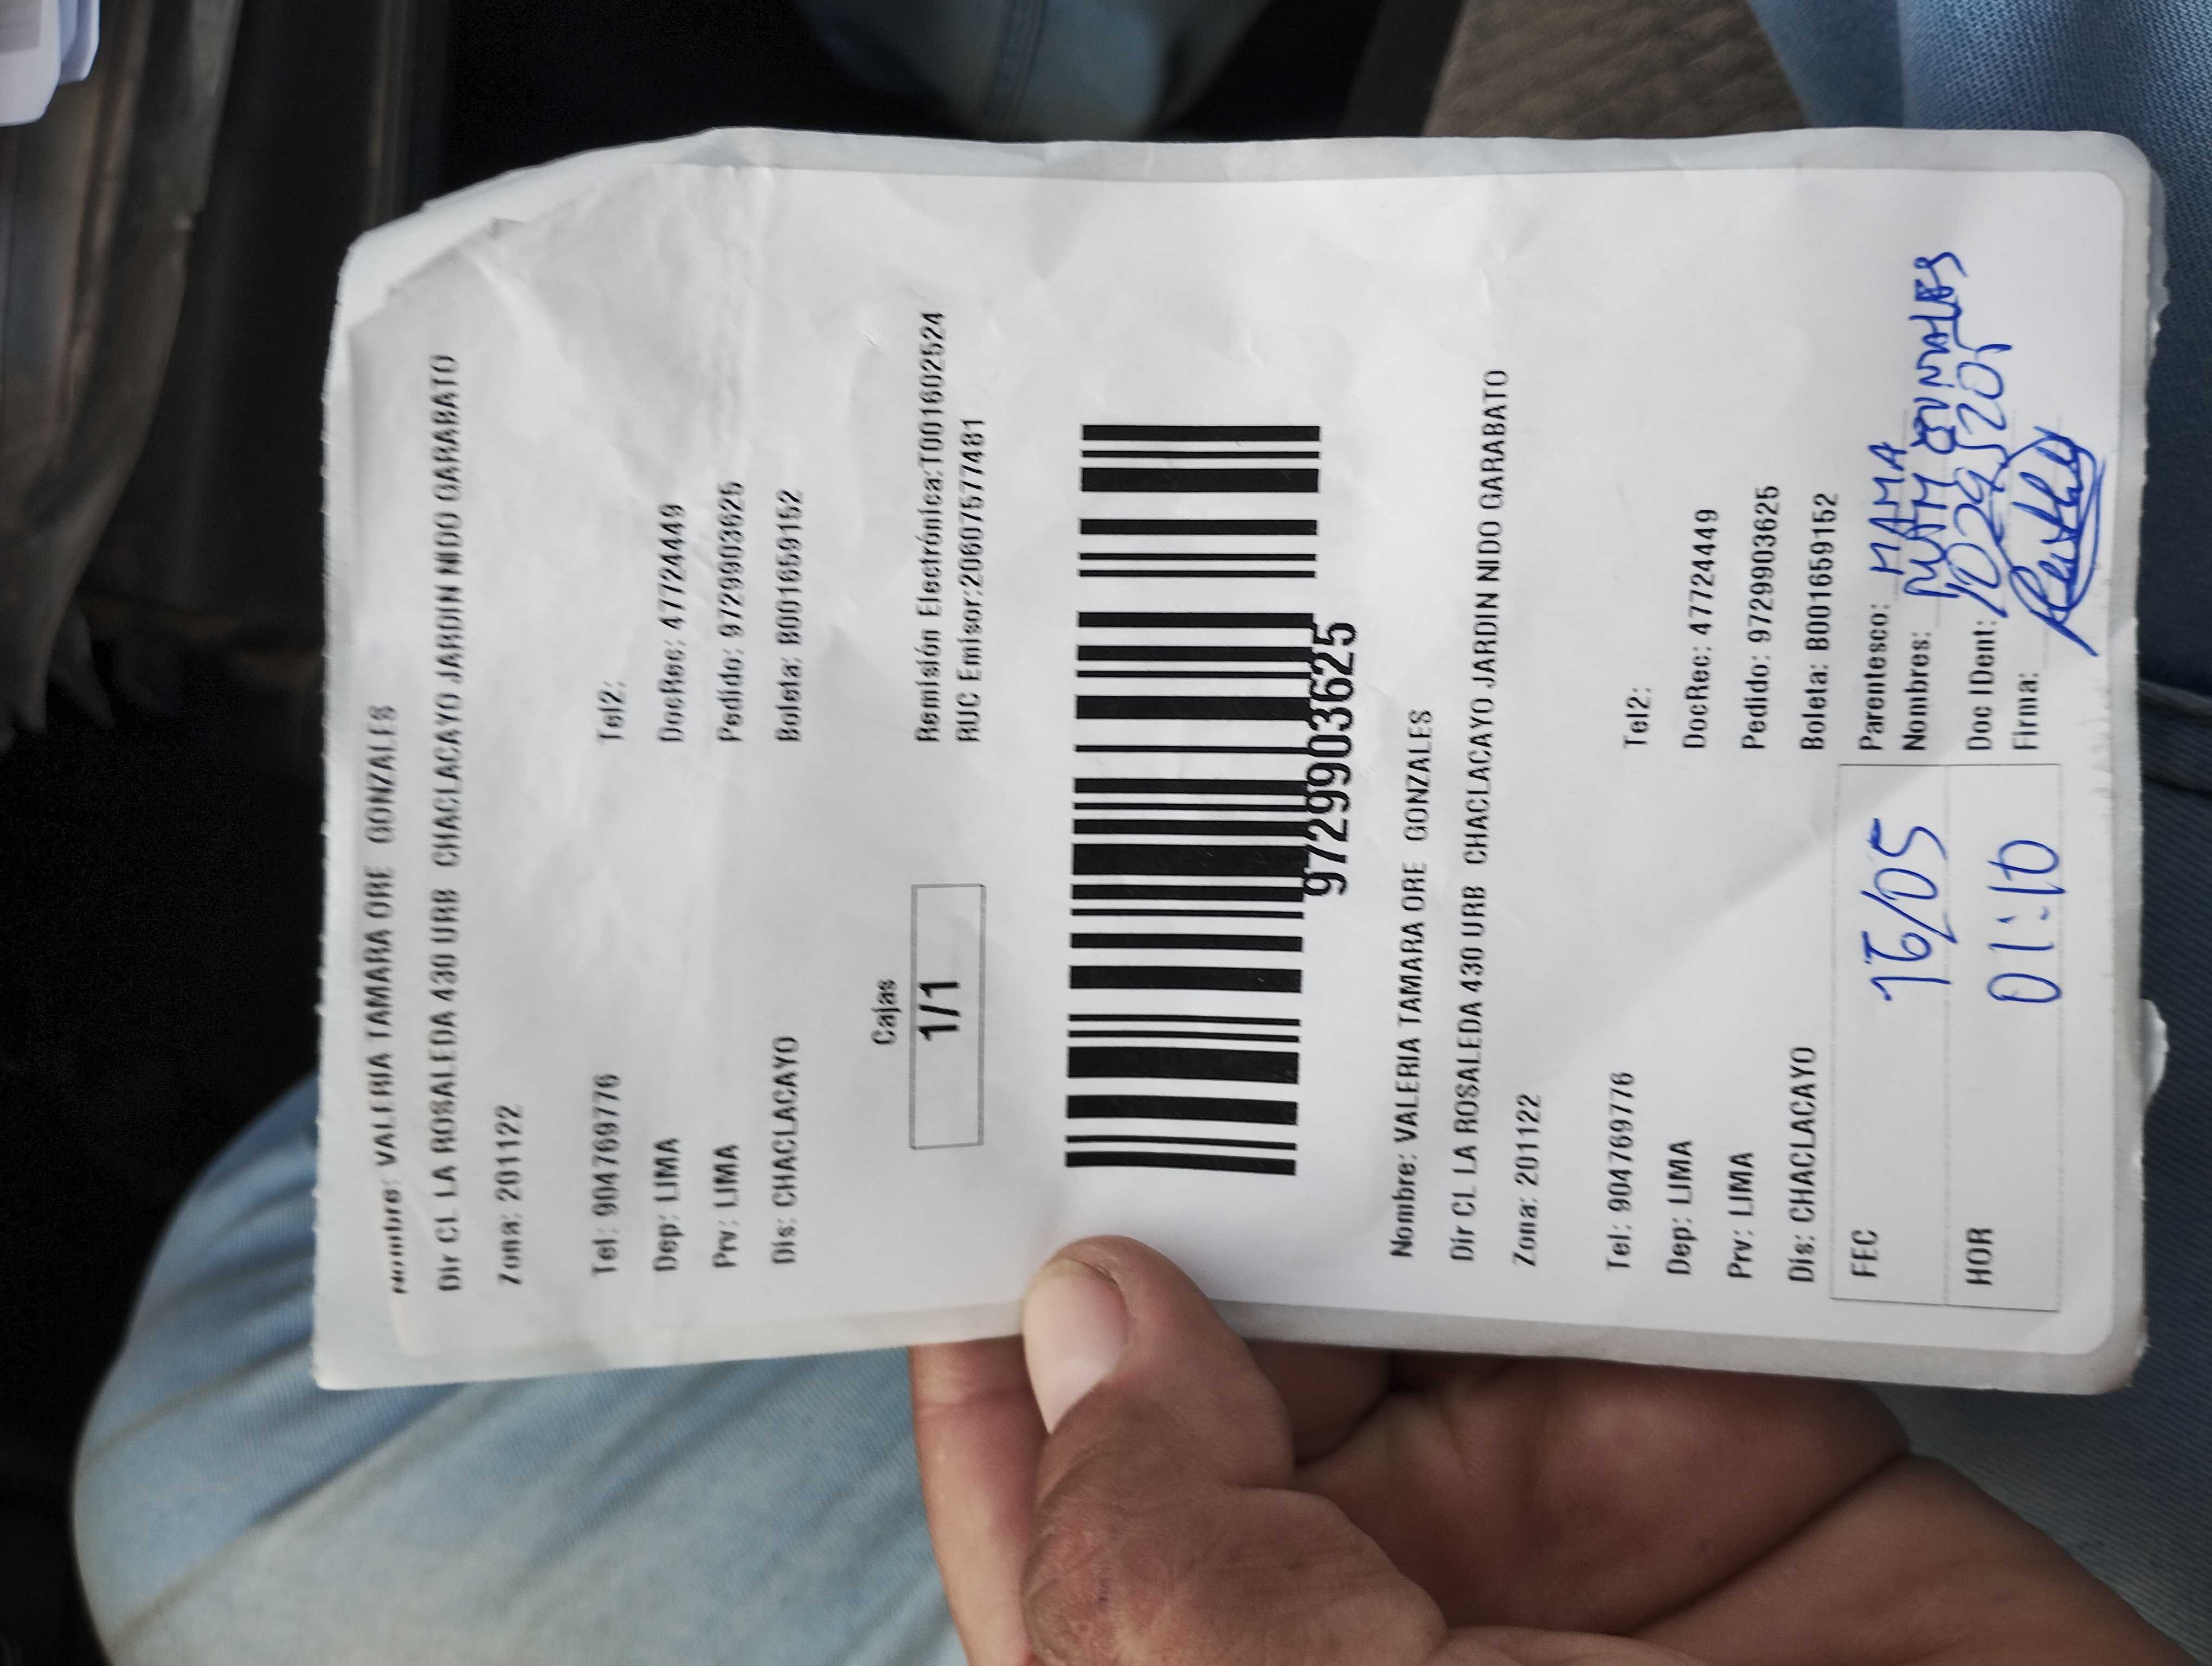 Nombre: VALERIA TAMARA ORE GONZALES
Dir CL LA ROSALEDA 430 URB CHACLACAYO JARDIN NIDO GARABATO
Zona: 201122
Tel: 904769776 Tel2:
Dep: LIMA DocRec: 47724449
Prv: LIMA Pedido: 97299903625
Dis: CHACLACAYO Boleta: B001659152
Cajas
1/1
Remisión Electrónica:T001602524
RUC Emisor:20607577481
97299903625
Nombre: VALERIA TAMARA ORE GONZALES
Dir CL LA ROSALEDA 430 URB CHACLACAYO JARDIN NIDO GARABATO
Zona: 201122
Tel: 904769776 Tel2:
Dep: LIMA DocRec: 47724449
Prv: LIMA Pedido: 97299903625
Dis: CHACLACAYO Boleta: B001659152
FEC 16/05 Parentesco: MAMA
Nombres:
HOR 01:10 Doc IDent:
Firma: